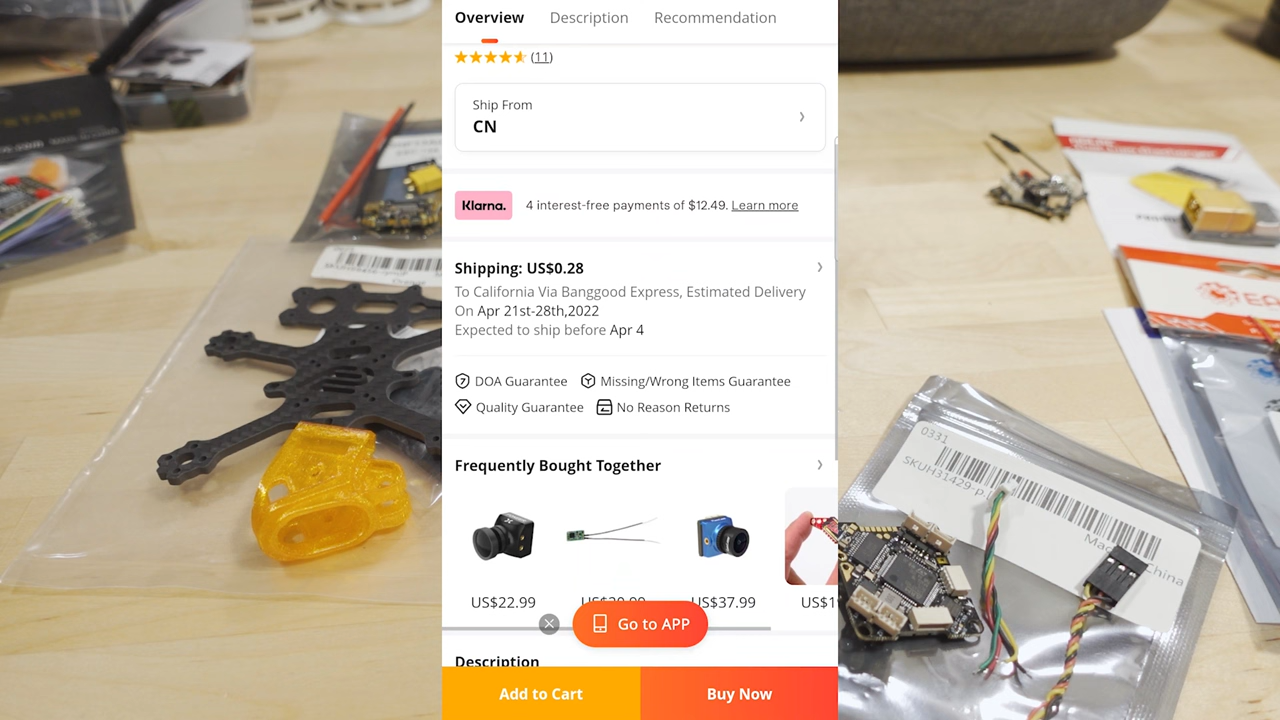 Overview Description Recommendation
(11)
Ship From
CN
Klarna. 4 interest-free payments of $12.49. Learn more
Shipping: US$0.28
To California Via Banggood Express, Estimated Delivery
On Apr 21st-28th,2022
Expected to ship before Apr 4
DOA Guarantee Missing/Wrong Items Guarantee
Quality Guarantee No Reason Returns
Frequently Bought Together
US$22.99 US$37.99
Go to APP
Description
Add to Cart Buy Now
0331
SKUH31429-P
China